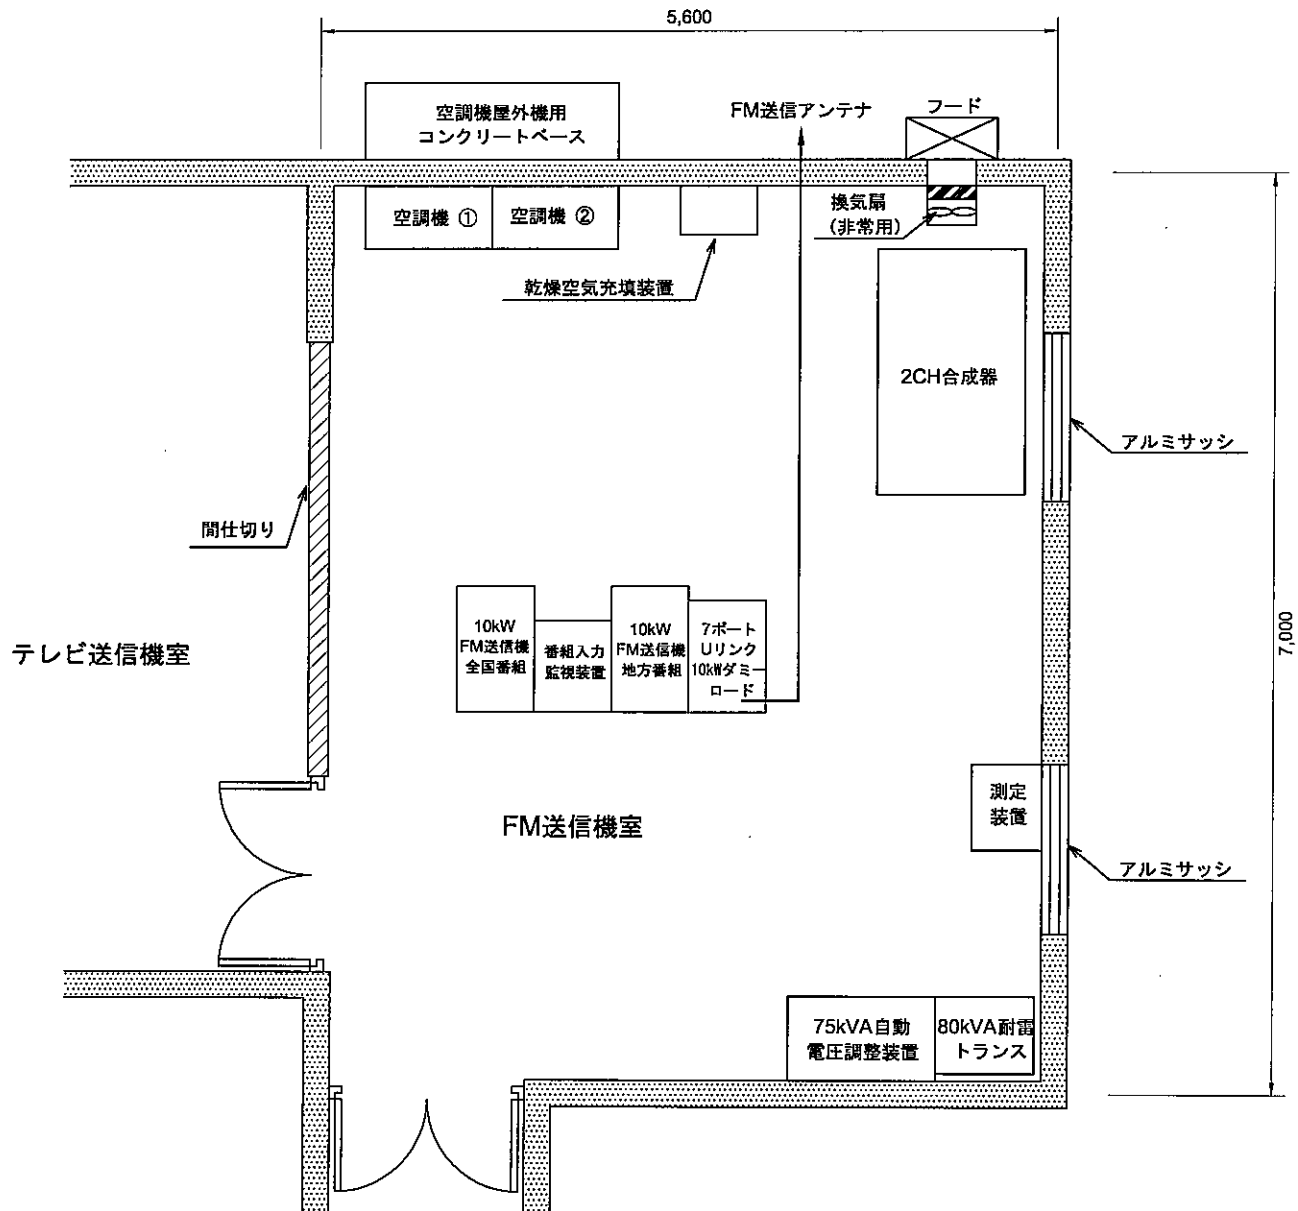 5,600
空調機屋外機用
コンクリートベース
FM送信アンテナ
フード
空調機 ①
空調機 ②
換気扇
(非常用)
乾燥空気充填装置
2CH合成器
アルミサッシ
間仕切り
7,000
テレビ送信機室
10kW
FM送信機
全国番組
番組入力
監視装置
10kW
FM送信機
地方番組
7ポート
Uリンク
10kWダミー
ロード
測定
装置
FM送信機室
アルミサッシ
75kVA自動
電圧調整装置
80kVA耐雷
トランス